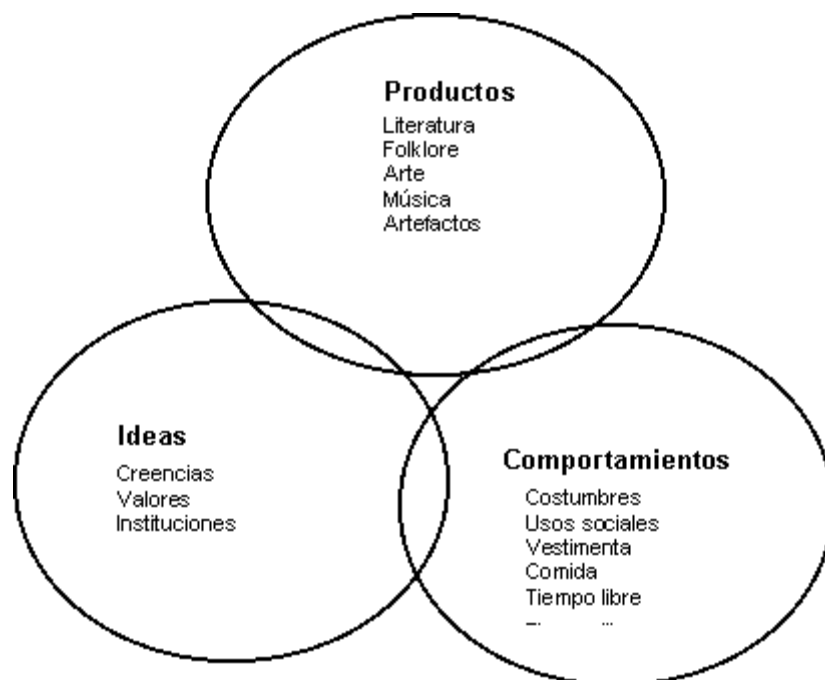 Productos
Literatura
Folklore
Arte
Música
Artefactos
Ideas
Creencias
Valores
Instituciones
Comportamientos
Costumbres
Usos sociales
Vestimenta
Comida
Tiempo libre